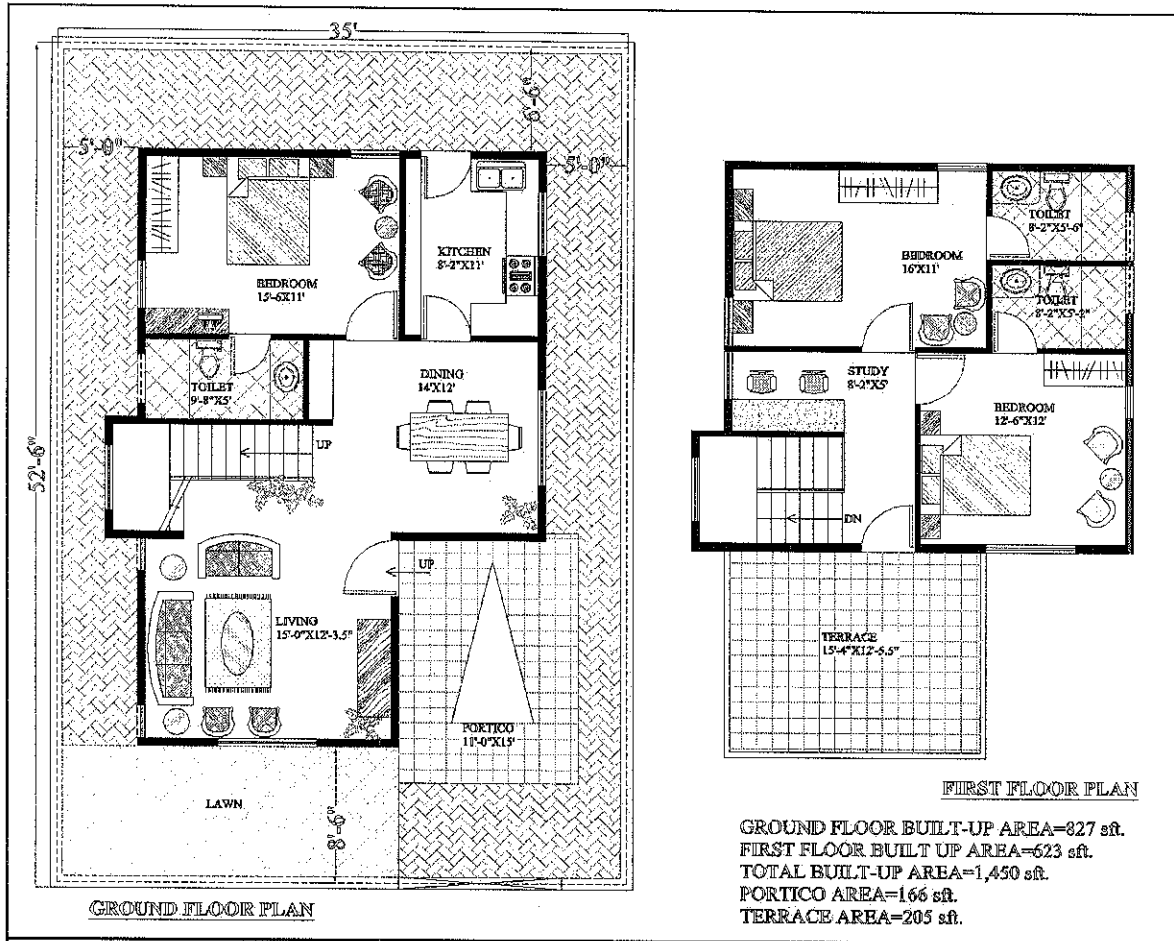 35'
6'-6"
5'-0"
5'-0"
52'-6"
BEDROOM
15'-6X11'
KITCHEN
8'-2"X11'
TOILET
9'-8"X5'
DINING
14'X12'
UP
UP
LIVING
15'-0"X12'-3.5"
PORTICO
11'-0"X15'
LAWN
8'-6"
GROUND FLOOR PLAN
TOILET
8'-2"X5'-6"
BEDROOM
16'X11'
TOILET
8'-2"X5'-2"
STUDY
8'-2"X5'
BEDROOM
12'-6"X12'
DN
TERRACE
15'-4"X12'-5.5"
FIRST FLOOR PLAN
GROUND FLOOR BUILT-UP AREA=827 sft.
FIRST FLOOR BUILT UP AREA=623 sft.
TOTAL BUILT-UP AREA=1,450 sft.
PORTICO AREA=166 sft.
TERRACE AREA=205 sft.